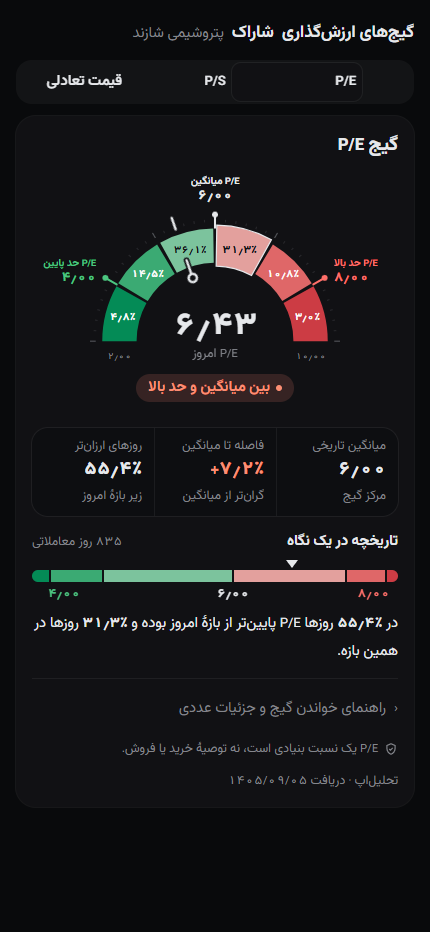 گیج‌های ارزش‌گذاری شاراک پتروشیمی شازند
P/E
P/S
قیمت تعادلی
گیج P/E
P/E میانگین
۶٫۰۰
P/E حد پایین
۴٫۰۰
P/E حد بالا
۸٫۰۰
۴٫۸٪
۱۴٫۵٪
۳۶٫۱٪
۳۱٫۳٪
۱۰٫۸٪
۳٫۰٪
۲٫۰۰
۱۰٫۰۰
۶٫۴۳
P/E امروز
بین میانگین و حد بالا
میانگین تاریخی
۶٫۰۰
مرکز گیج
فاصله تا میانگین
+۷٫۲٪
گران‌تر از میانگین
روزهای ارزان‌تر
۵۵٫۴٪
زیر بازهٔ امروز
تاریخچه در یک نگاه
۸۳۵ روز معاملاتی
۴٫۰۰
۶٫۰۰
۸٫۰۰
در ۵۵٫۴٪ روزها P/E پایین‌تر از بازهٔ امروز بوده و ۳۱٫۳٪ روزها در
همین بازه.
راهنمای خواندن گیج و جزئیات عددی
P/E یک نسبت بنیادی است، نه توصیهٔ خرید یا فروش.
تحلیل‌اپ · دریافت ۱۴۰۵/۰۹/۰۵